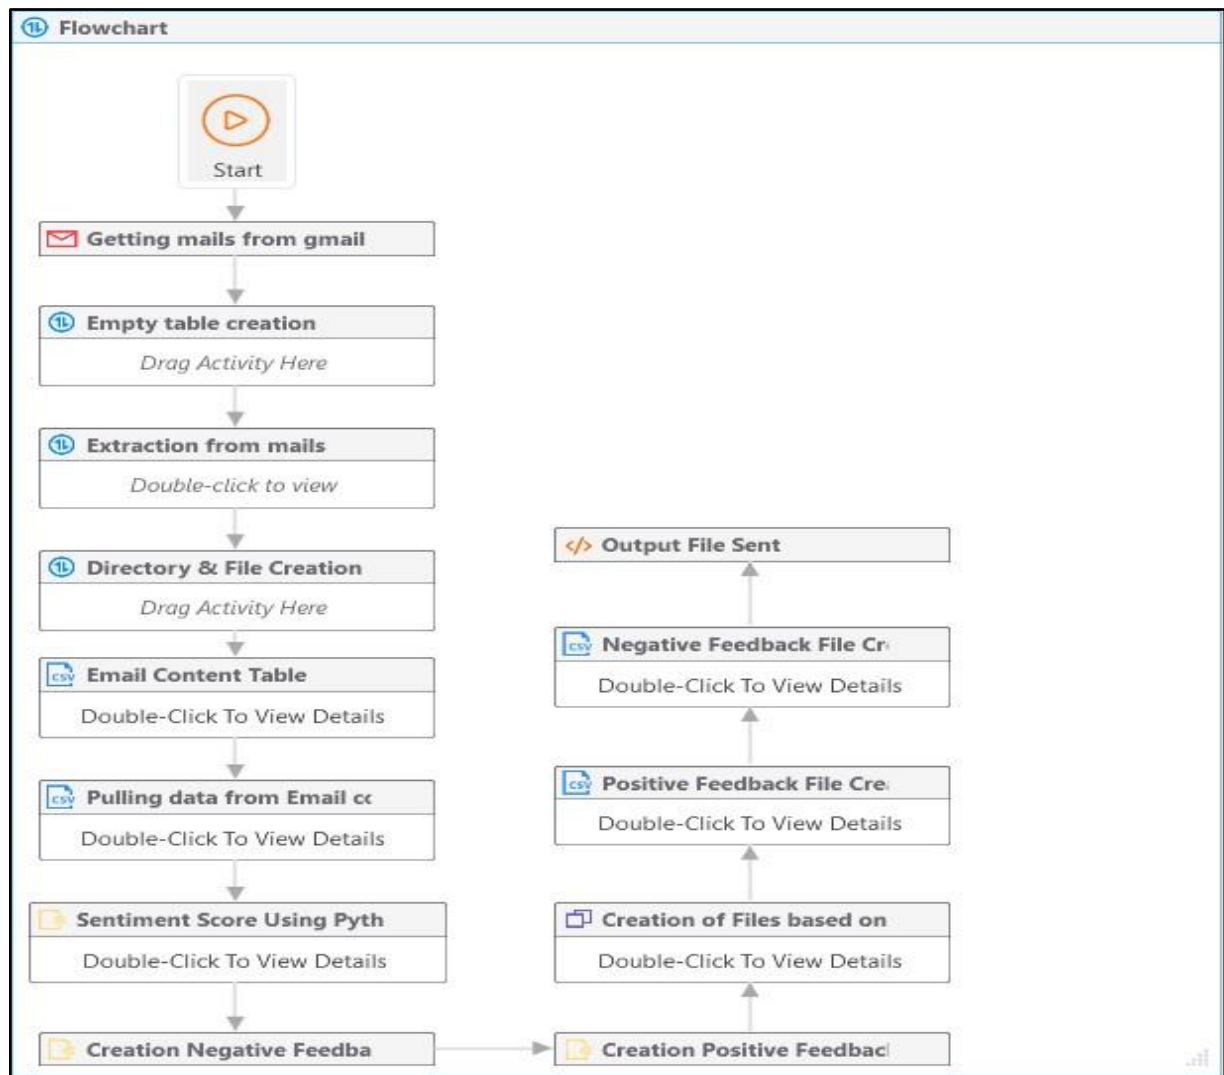 Flowchart
Start
Getting mails from gmail
Empty table creation
Drag Activity Here
Extraction from mails
Double-click to view
Directory & File Creation
Drag Activity Here
CSV Email Content Table
Double-Click To View Details
CSV Pulling data from Email
Double-Click To View Details
Sentiment Score Using Pyth
Double-Click To View Details
Creation Negative Feedba
Creation Positive Feedbac
Creation of Files based on
Double-Click To View Details
CSV Positive Feedback File Cre
Double-Click To View Details
CSV Negative Feedback File Cr
Double-Click To View Details
</> Output File Sent